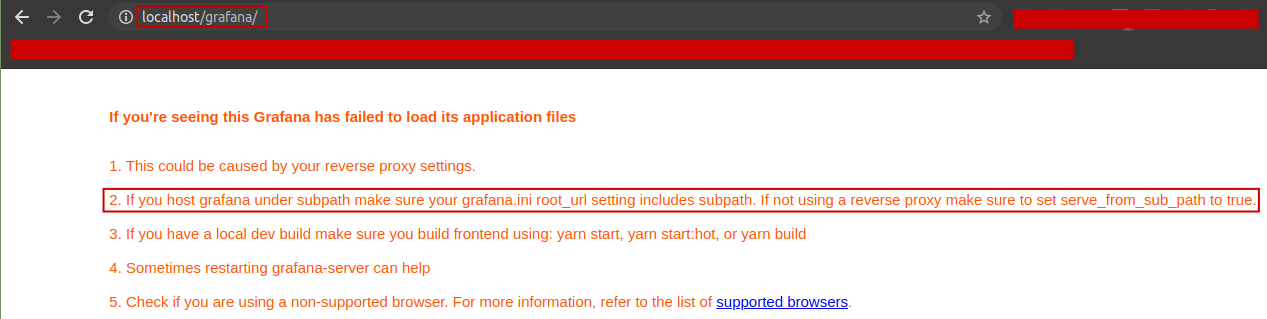 localhost/grafana/
If you're seeing this Grafana has failed to load its application files
1. This could be caused by your reverse proxy settings.
2. If you host grafana under subpath make sure your grafana.ini root_url setting includes subpath. If not using a reverse proxy make sure to set serve_from_sub_path to true.
3. If you have a local dev build make sure you build frontend using: yarn start, yarn start:hot, or yarn build
4. Sometimes restarting grafana-server can help
5. Check if you are using a non-supported browser. For more information, refer to the list of supported browsers.